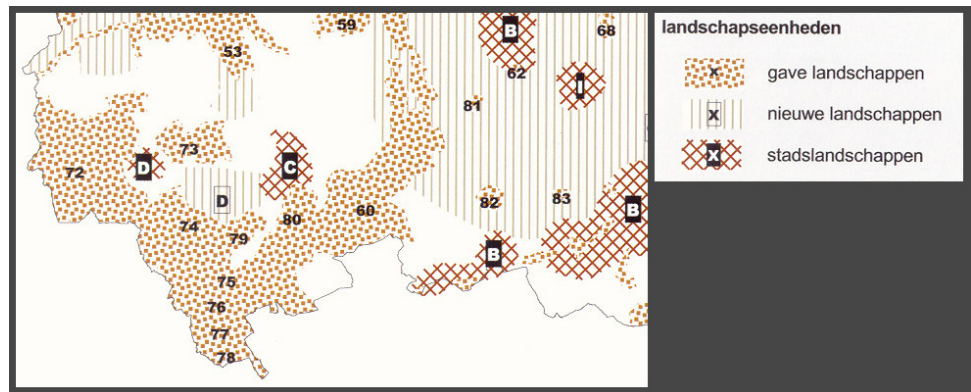 59
68
B
53
62
I
81
73
72
D
C
D
82
83
B
60
80
74
79
B
75
76
77
78
landschapseenheden
x gave landschappen
x nieuwe landschappen
x stadslandschappen